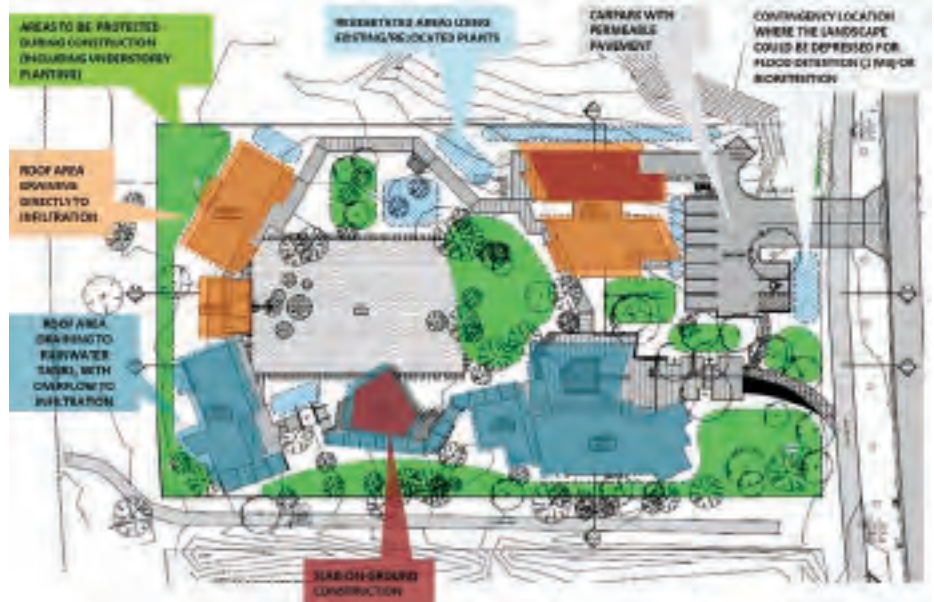 AREAS TO BE PROTECTED
DURING CONSTRUCTION
(INCLUDING UNDERSTOREY
PLANTING)
REVEGETATED AREAS USING
EXISTING/RELOCATED PLANTS
CARPARK WITH
PERMEABLE
PAVEMENT
CONTINGENCY LOCATION
WHERE THE LANDSCAPE
COULD BE DEPRESSED FOR
FLOOD DETENTION OR
BIORETENTION
ROOF AREA
DRAINING
DIRECTLY TO
INFILTRATION
ROOF AREA
DRAINING TO
RAINWATER
TANKS, WITH
OVERFLOW TO
INFILTRATION
SLAB-ON-GROUND
CONSTRUCTION